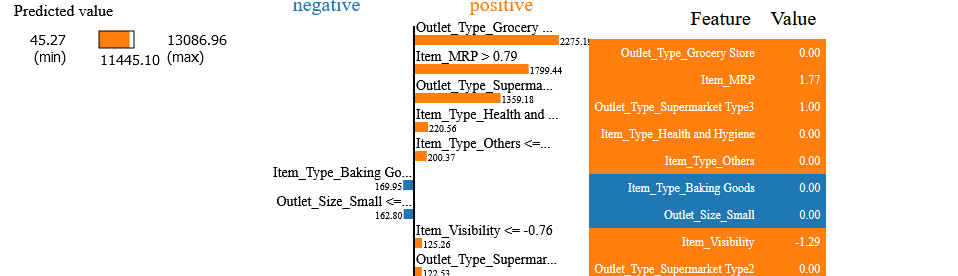 Predicted value
45.27
(min)
11445.10
13086.96
(max)
negative
positive
Outlet_Type_Grocery ...
2275.1
Item_MRP > 0.79
1799.44
Outlet_Type_Superma...
1359.18
Item_Type_Health and ...
220.56
Item_Type_Others <=...
200.37
Item_Type_Baking Go...
169.95
Outlet_Size_Small <=...
162.80
Item_Visibility <= -0.76
125.26
Outlet_Type_Supermar...
122.53
Feature Value
Outlet_Type_Grocery Store 0.00
Item_MRP 1.77
Outlet_Type_Supermarket Type3 1.00
Item_Type_Health and Hygiene 0.00
Item_Type_Others 0.00
Item_Type_Baking Goods 0.00
Outlet_Size_Small 0.00
Item_Visibility -1.29
Outlet_Type_Supermarket Type2 0.00